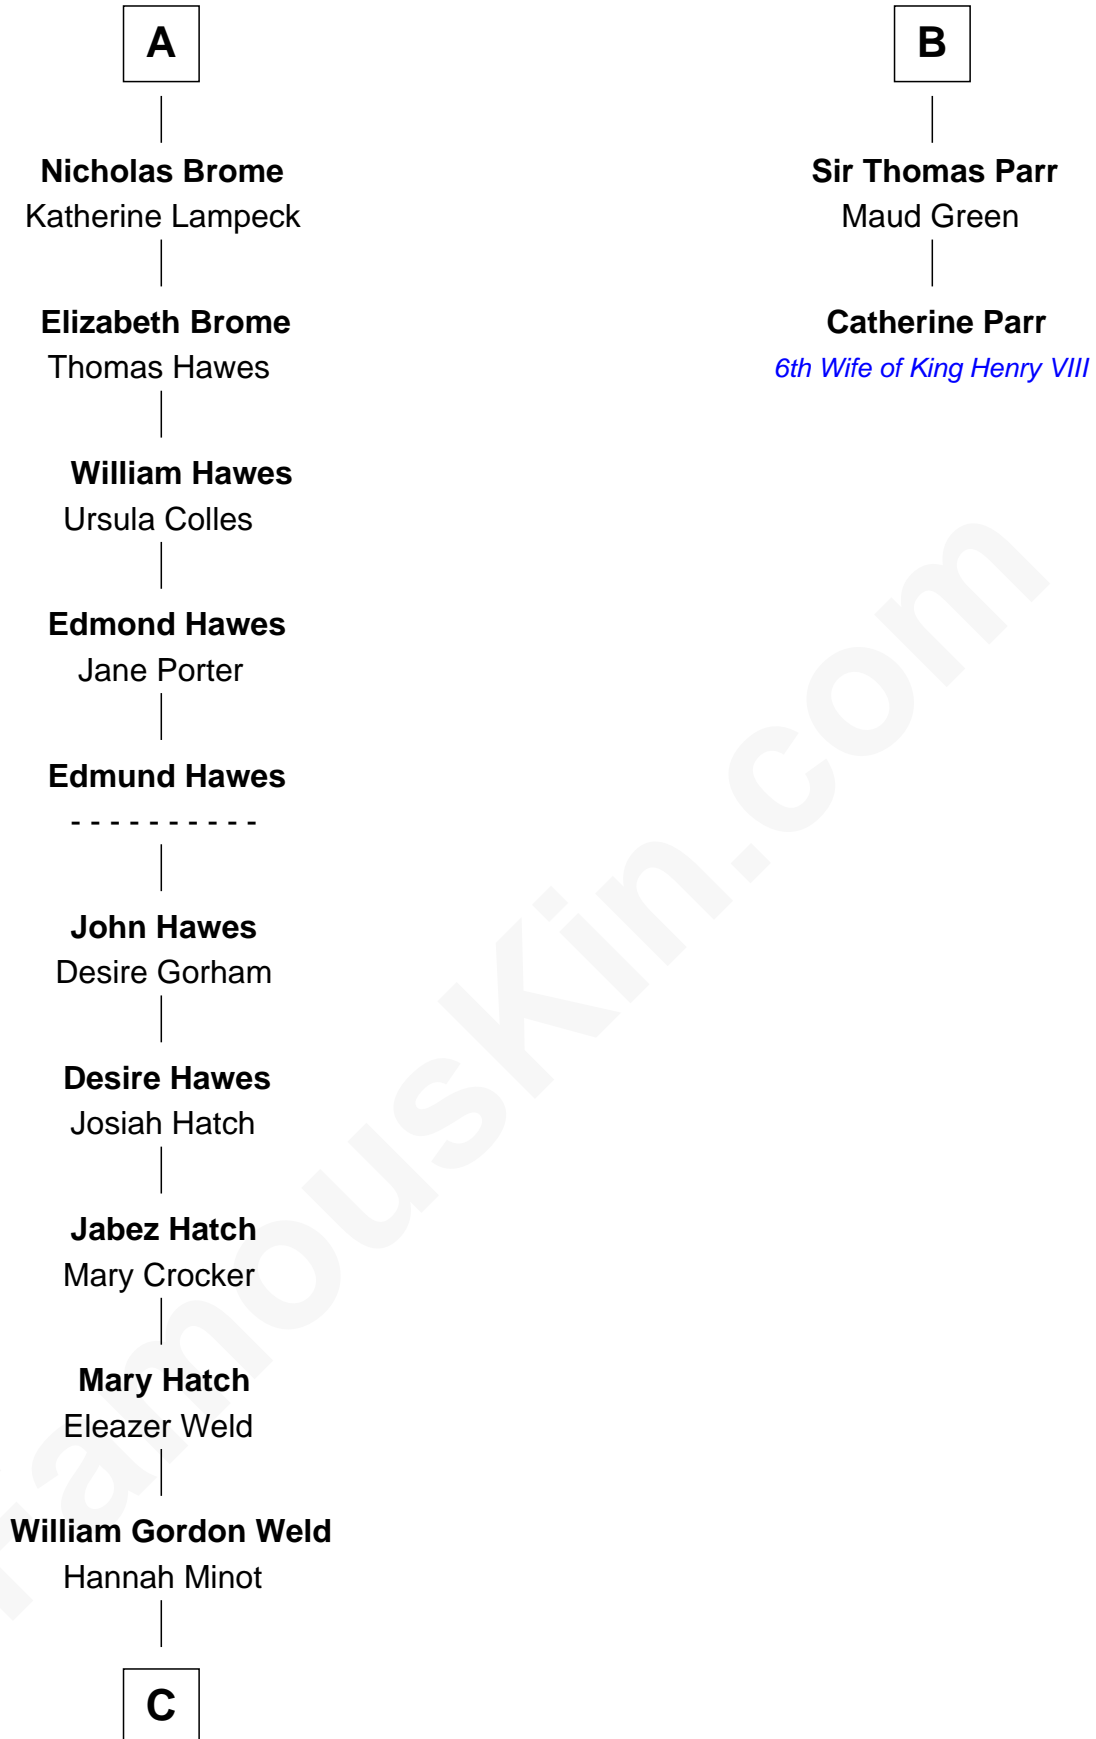 A
Nicholas Brome
Katherine Lampeck
Elizabeth Brome
Thomas Hawes
William Hawes
Ursula Colles
Edmond Hawes
Jane Porter
Edmund Hawes
- - - - - - - - - -
John Hawes
Desire Gorham
Desire Hawes
Josiah Hatch
Jabez Hatch
Mary Crocker
Mary Hatch
Eleazer Weld
William Gordon Weld
Hannah Minot
C
B
Sir Thomas Parr
Maud Green
Catherine Parr
6th Wife of King Henry VIII
FamousKin.com